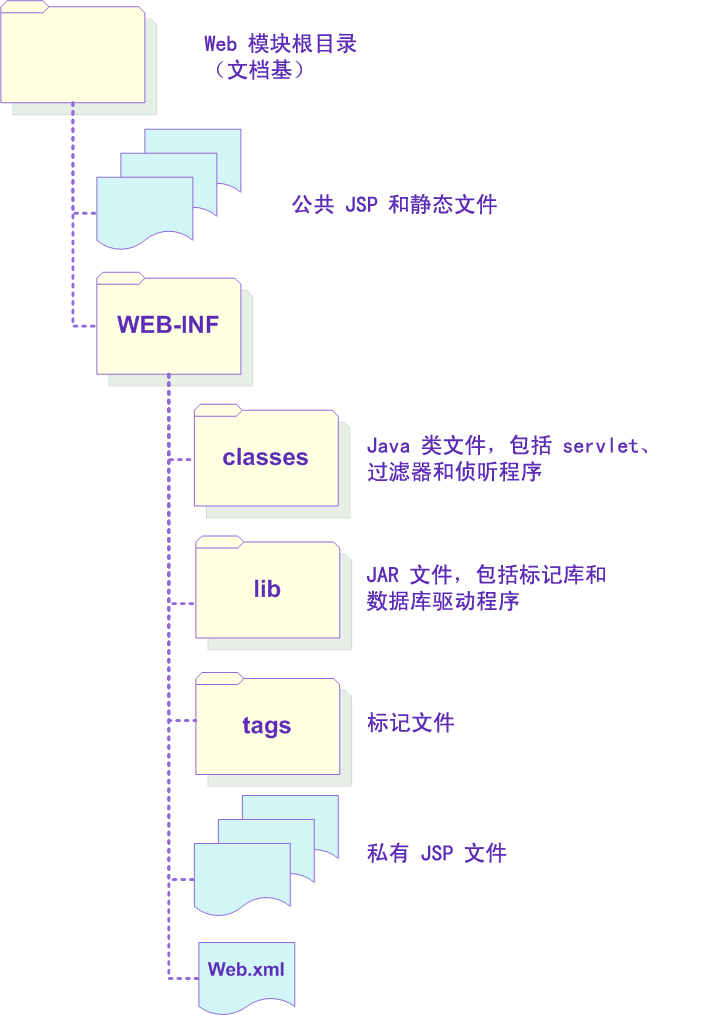 Web 模块根目录
（文档基）
公共 JSP 和静态文件
WEB-INF
classes
Java 类文件，包括 servlet、
过滤器和侦听程序
lib
JAR 文件，包括标记库和
数据库驱动程序
tags
标记文件
私有 JSP 文件
Web.xml